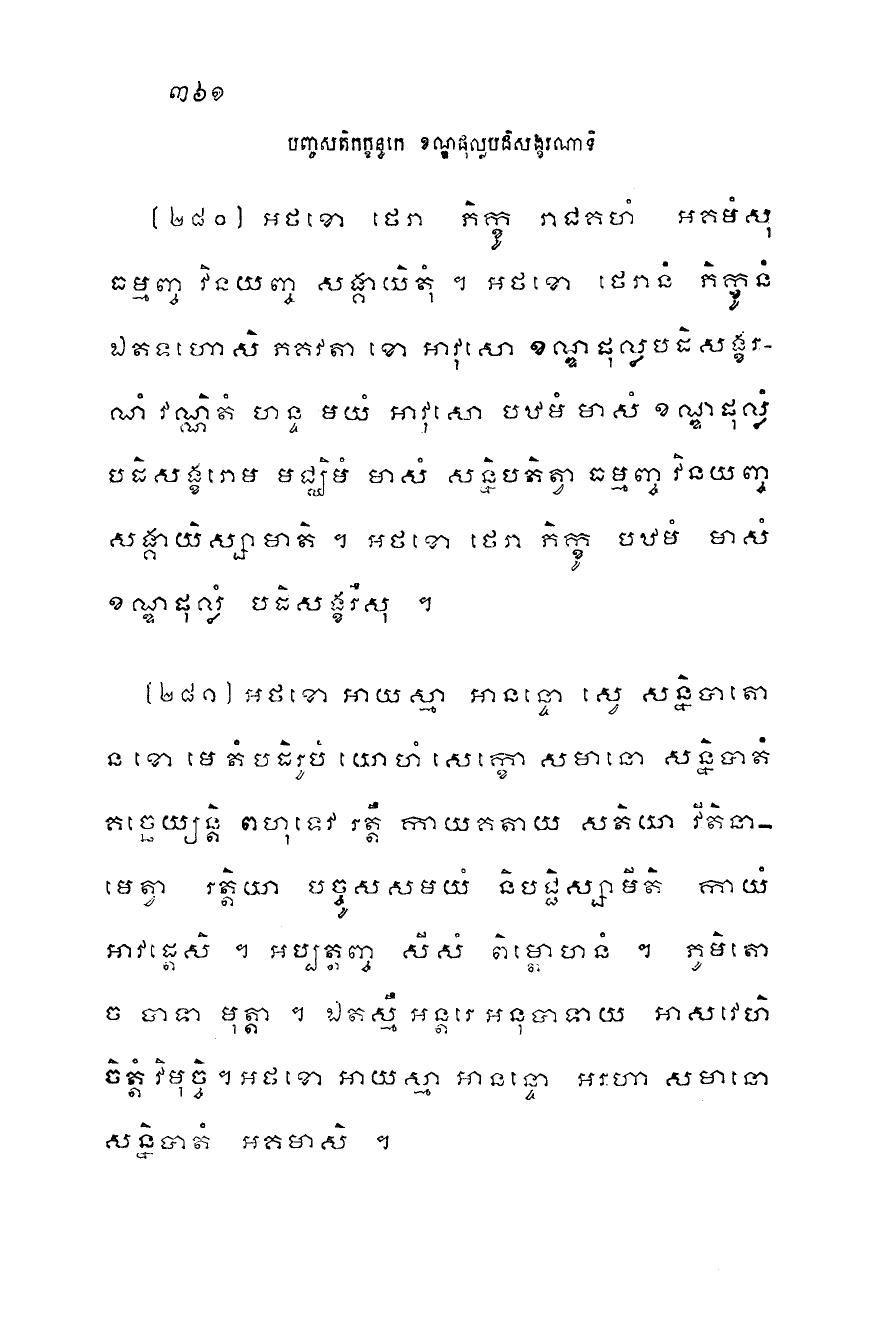 ៣៦១
បញ្ចសតិកក្ខន្ធកេ ខណ្ឌផុល្លបដិសង្ខរណាទិ
[២៨០] អថខោ ថេរា ភិក្ខូ រាជគហំ អគមំសុ
ធម្មញ្ច វិនយញ្ច សង្គាយិតុំ ។ អថខោ ថេរានំ ភិក្ខូនំ
ឯតទហោសិ ភគវតា ខោ អាវុសោ ខណ្ឌផុល្លបដិសង្ខរ-
ណំ វណ្ណិតំ ហន្ទ មយំ អាវុសោ បឋមំ មាសំ ខណ្ឌផុល្លំ
បដិសង្ខរោម មជ្ឈិមំ មាសំ សន្និបតិត្វា ធម្មញ្ច វិនយញ្ច
សង្គាយិស្សាមាតិ ។ អថខោ ថេរា ភិក្ខូ បឋមំ មាសំ
ខណ្ឌផុល្លំ បដិសង្ខរឹសុ ។
[២៨១] អថខោ អាយស្មា អានន្ទោ ស្វេ សន្និបាតោ
ន ខោ មេតំបដិរូបំ យោហំ សេក្ខោ សមានោ សន្និបាតំ
គច្ឆេយ្យន្តិ ពហុទេវ រត្តឹ កាយគតាយ សតិយា វីតិនា-
មេត្វា រត្តិយា បច្ចូសសមយំ និបជ្ជិស្សាមីតិ កាយំ
អាវដ្ដេសិ ។ អប្បត្តញ្ច សីសំ ពិម្ពោហនំ ។ ភូមិតោ
ច បាទា មុត្តា ។ ឯតស្មឹ អន្តរេ អនុបាទាយ អាសវេហិ
ចិត្តំ វិមុច្ចិ ។ អថខោ អាយស្មា អានន្ទោ អរហា សមានោ
សន្និបាតំ អគមាសិ ។